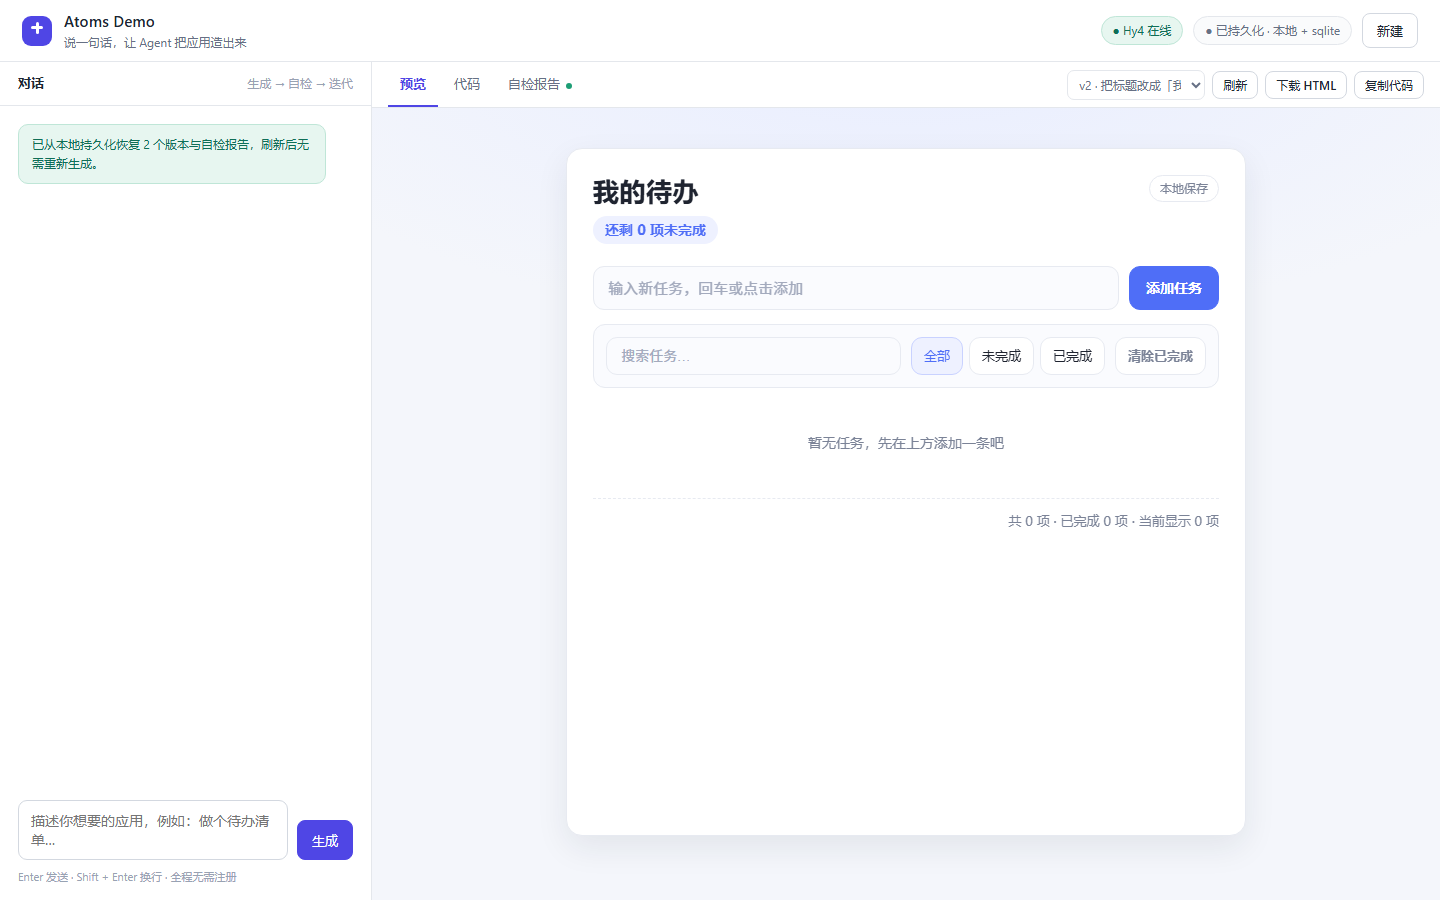 Atoms Demo
说一句话，让 Agent 把应用造出来
● Hy4 在线
● 已持久化 · 本地 + sqlite
新建
对话
生成 → 自检 → 迭代
预览
代码
自检报告
v2 · 把标题改成「我
刷新
下载 HTML
复制代码
已从本地持久化恢复 2 个版本与自检报告，刷新后无
需重新生成。
我的待办
本地保存
还剩 0 项未完成
输入新任务，回车或点击添加
添加任务
搜索任务...
全部
未完成
已完成
清除已完成
暂无任务，先在上方添加一条吧
共 0 项 · 已完成 0 项 · 当前显示 0 项
描述你想要的应用，例如：做个待办清
单...
生成
Enter 发送 · Shift + Enter 换行 · 全程无需注册